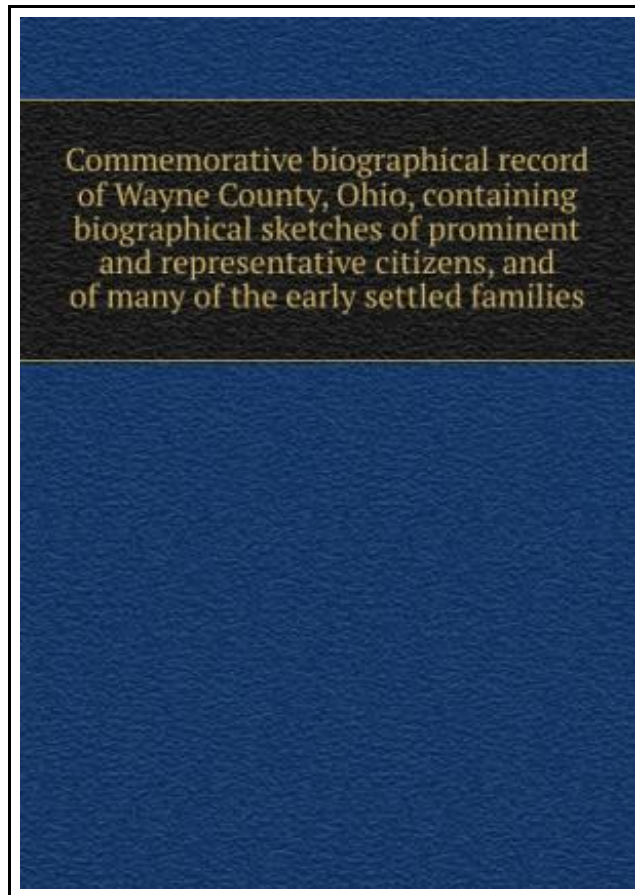 Commemorative biographical record
of Wayne County, Ohio, containing
biographical sketches of prominent
and representative citizens, and
of many of the early settled families